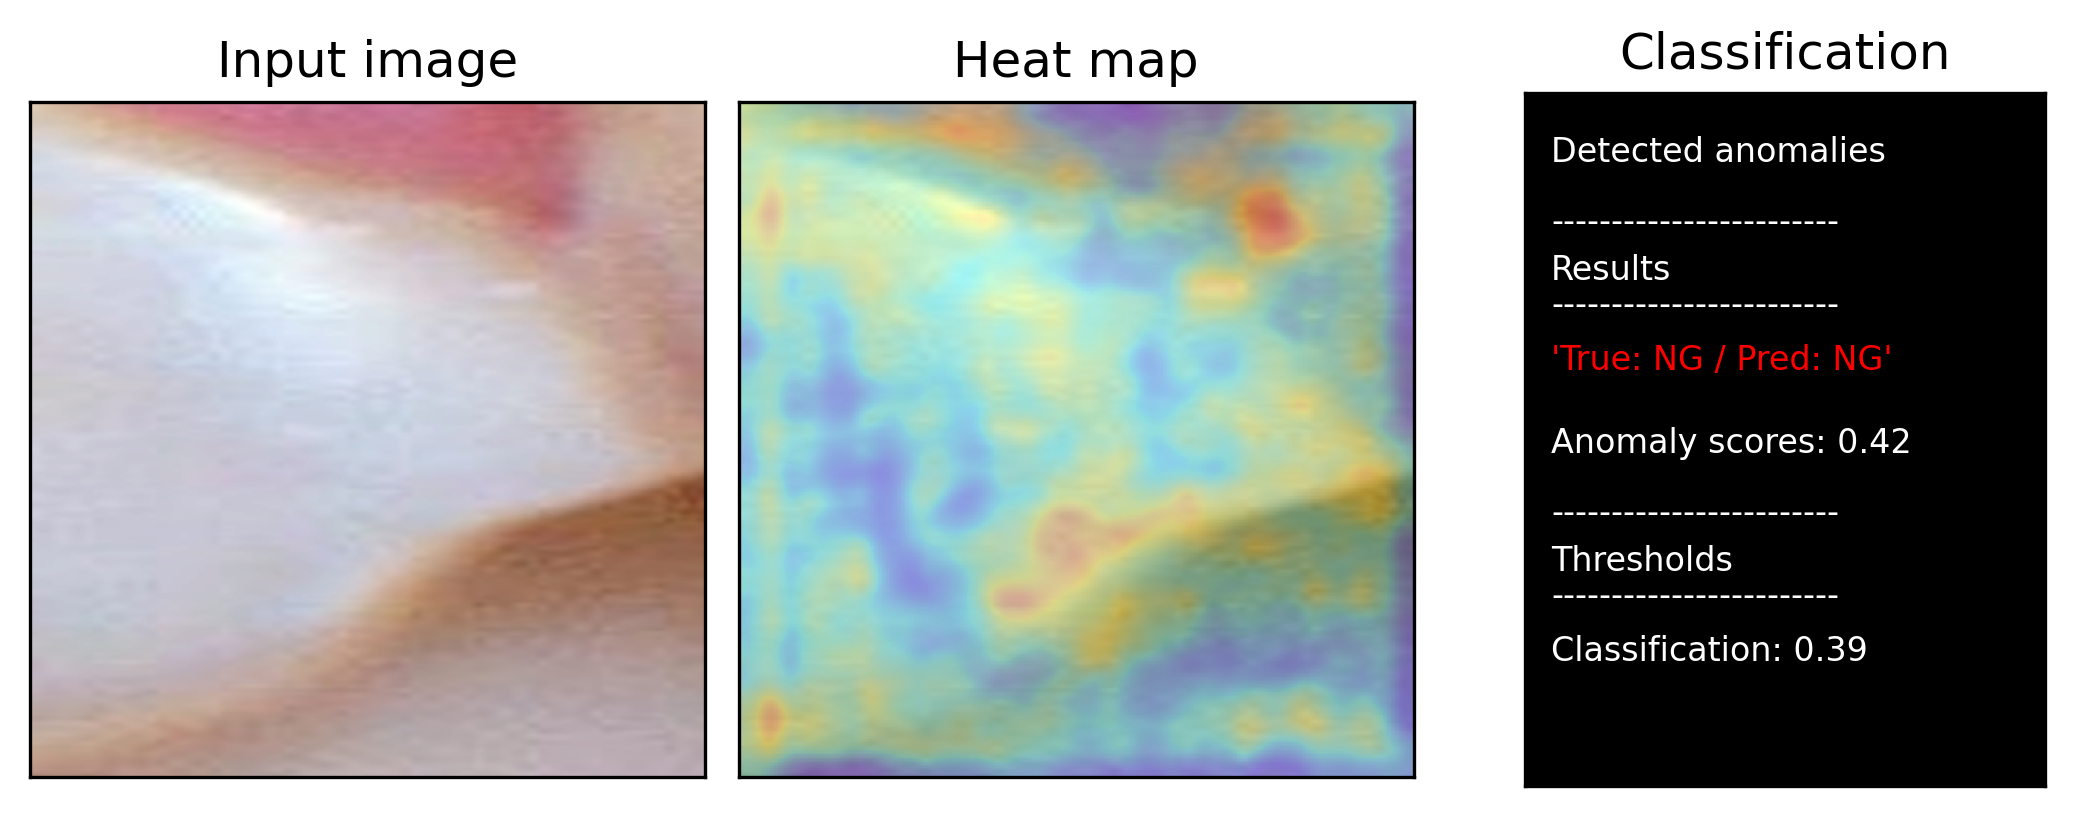 Input image
Heat map
Classification
Detected anomalies
------------------------
Results
------------------------
'True: NG / Pred: NG'
Anomaly scores: 0.42
------------------------
Thresholds
------------------------
Classification: 0.39